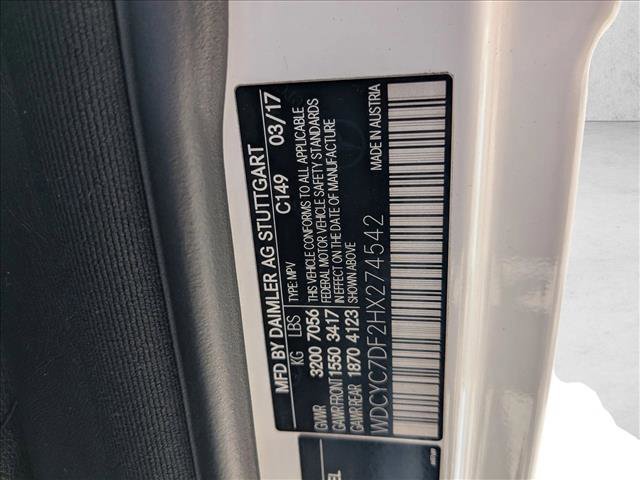 MFD BY DAIMLER AG STUTTGART
C149 03/17
KG LBS TYPE: MPV
GVWR 3200 7056 THIS VEHICLE CONFORMS TO ALL APPLICABLE
GAWR FRONT 1550 3417 FEDERAL MOTOR VEHICLE SAFETY STANDARDS
GAWR REAR 1870 4123 IN EFFECT ON THE DATE OF MANUFACTURE
SHOWN ABOVE
MADE IN AUSTRIA
WDCYC7DF2HX274542